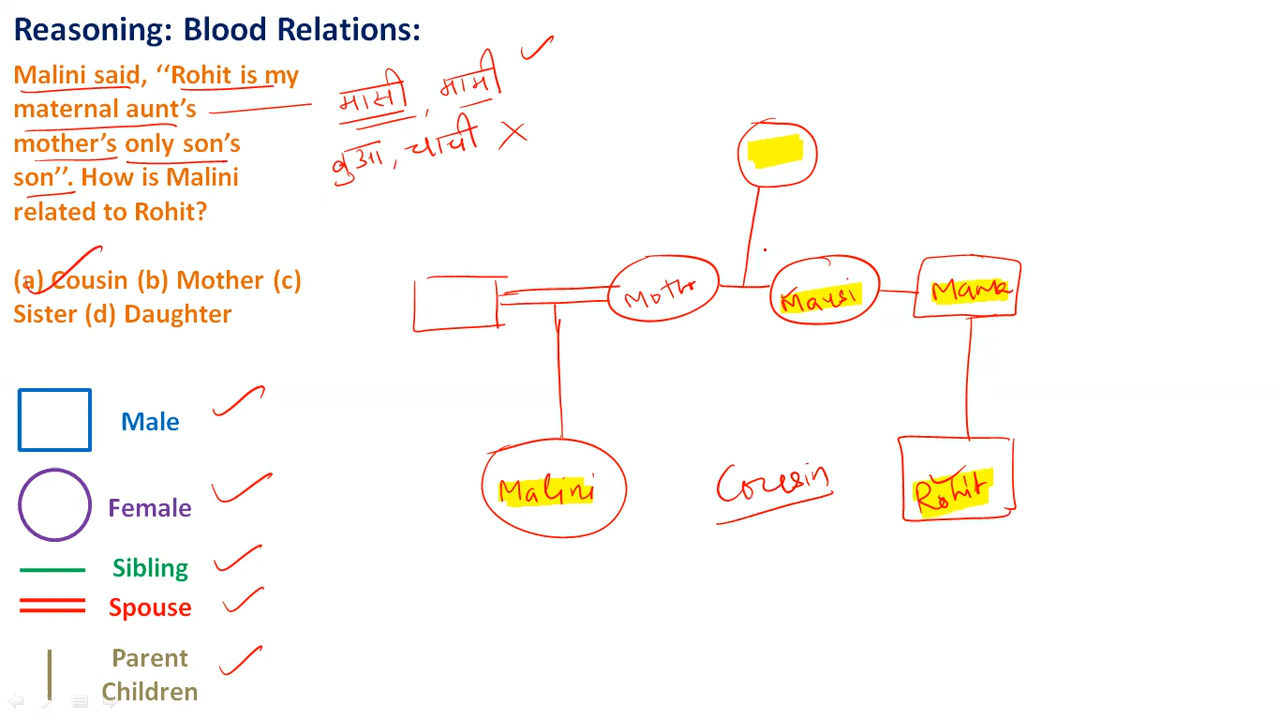 Reasoning: Blood Relations:
Malini said, ‘‘Rohit is my
maternal aunt’s
mother’s only son’s
son’’. How is Malini
related to Rohit?
मासी, मामी
बुआ, चाची
(a) Cousin (b) Mother (c)
Sister (d) Daughter
Male
Female
Sibling
Spouse
Parent
Children
Moth
Mausi
Mama
Malini
Cousin
Rohit